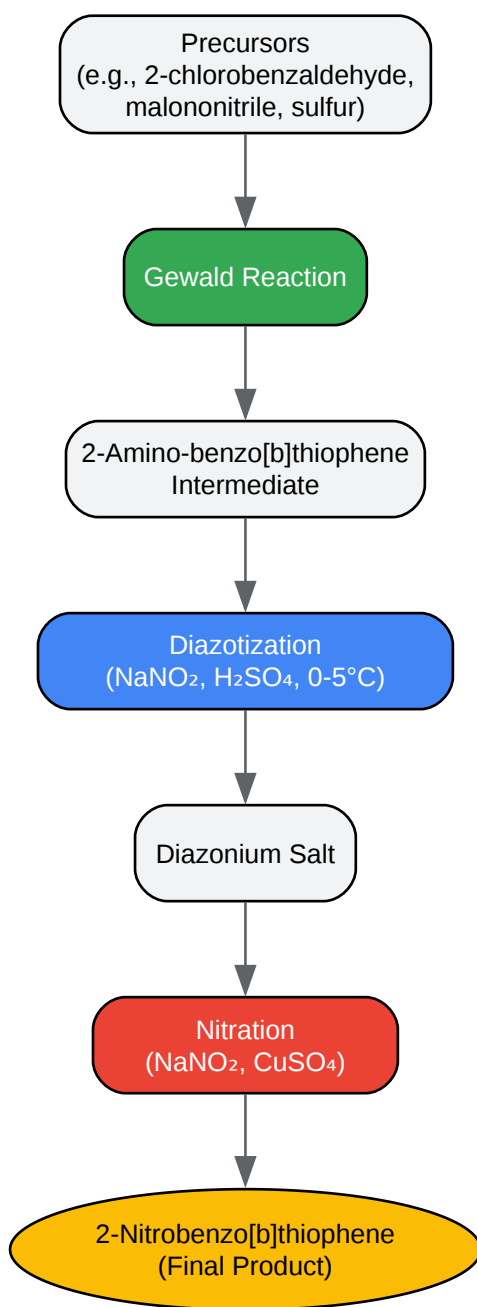 Precursors
(e.g., 2-chlorobenzaldehyde,
malononitrile, sulfur)
Gewald Reaction
2-Amino-benzo[b]thiophene
Intermediate
Diazotization
(NaNO₂, H₂SO₄, 0-5°C)
Diazonium Salt
Nitration
(NaNO₂, CuSO₄)
2-Nitrobenzo[b]thiophene
(Final Product)